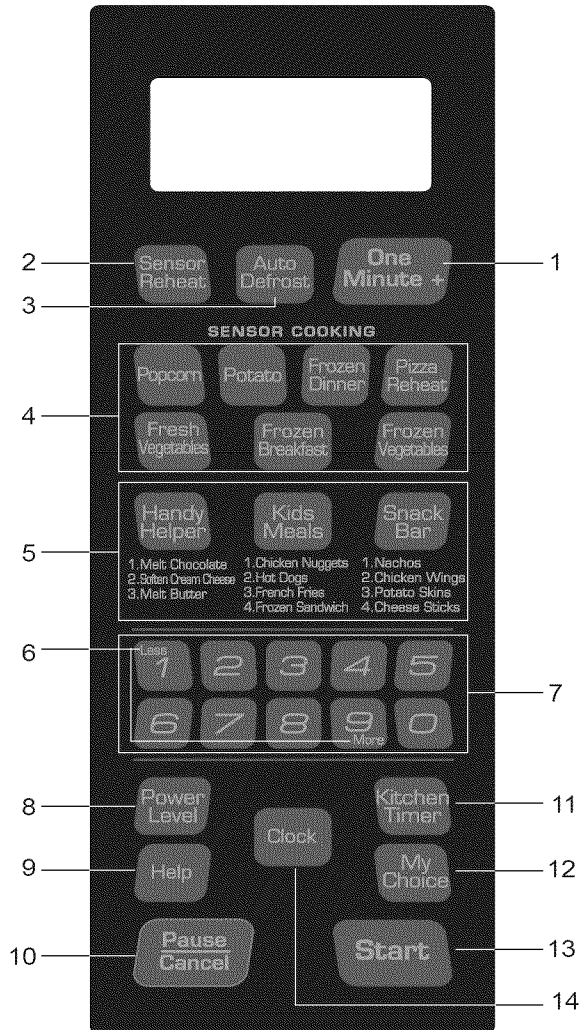 One
Minute +
1
2
Sensor
Reheat
Auto
Defrost
3
SENSOR COOKING
4
Popcorn
Potato
Frozen
Dinner
Pizza
Reheat
Fresh
Vegetables
Frozen
Breakfast
Frozen
Vegetables
5
Handy
Helper
Kids
Meals
Snack
Bar
1.Melt Chocolate
2.Soften Cream Cheese
3.Melt Butter
1.Chicken Nuggets
2.Hot Dogs
3.French Fries
4.Frozen Sandwich
1.Nachos
2.Chicken Wings
3.Potato Skins
4.Cheese Sticks
6
Less
1
2
3
4
5
6
7
8
9
More
0
7
8
Power
Level
Clock
Kitchen
Timer
11
9
Help
My
Choice
12
10
Pause
Cancel
Start
13
14